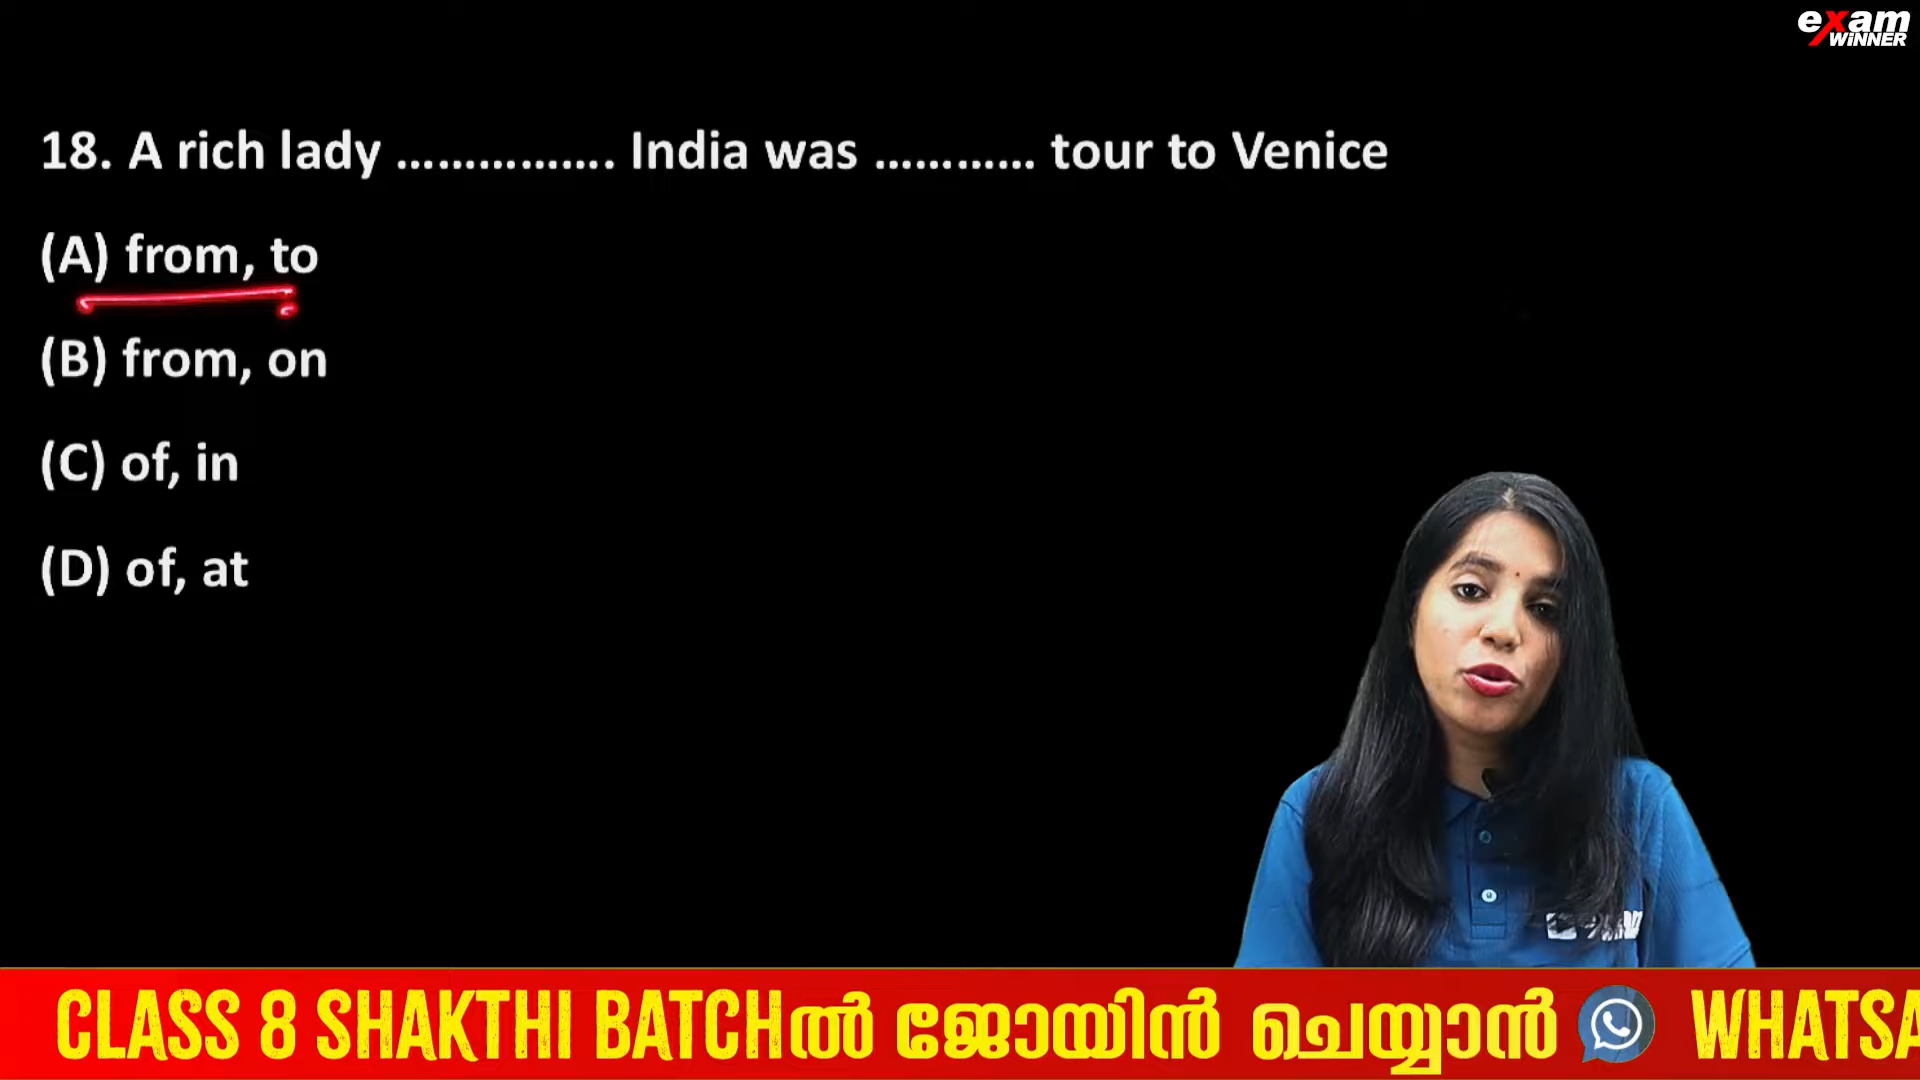 exam
WINNER
18. A rich lady ................ India was ............ tour to Venice
(A) from, to
(B) from, on
(C) of, in
(D) of, at
CLASS 8 SHAKTHI BATCHൽ ജോയിൻ ചെയ്യാൻ WHATSA